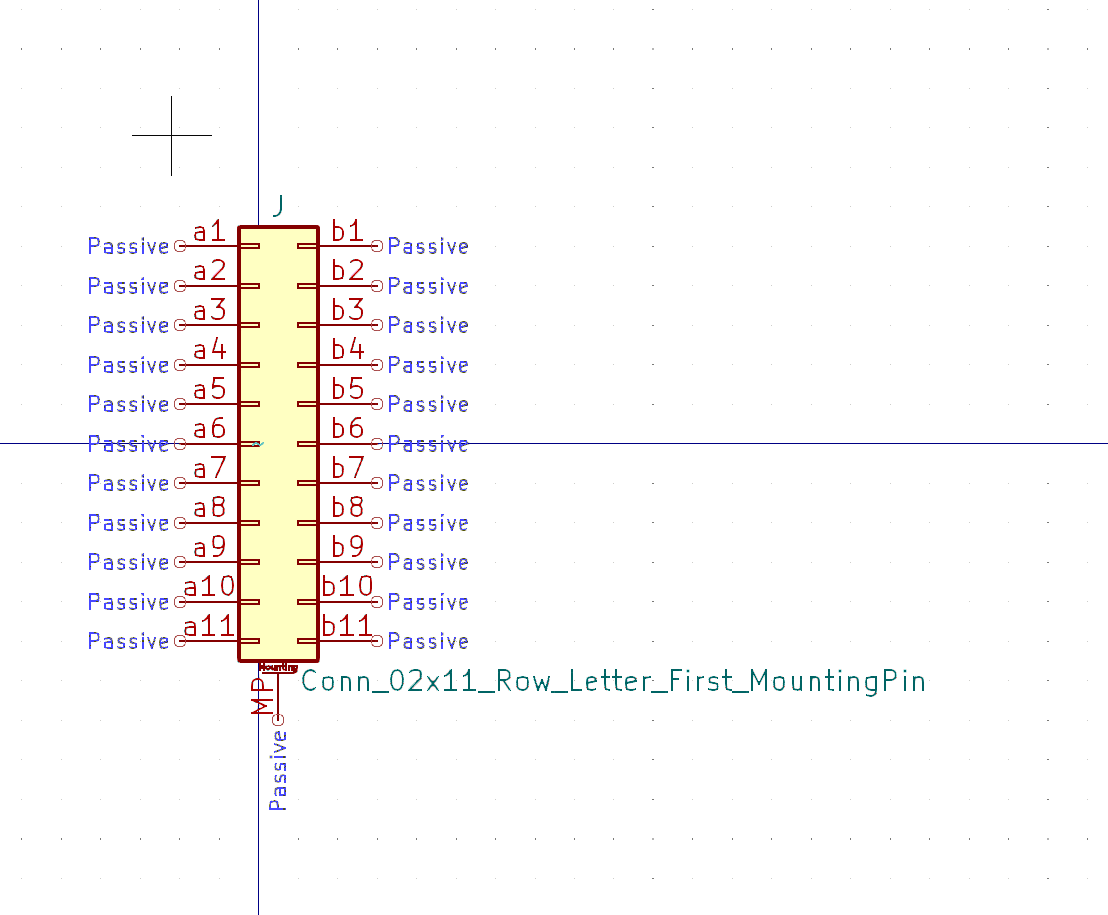 J
a1 b1
Passive Passive
a2 b2
Passive Passive
a3 b3
Passive Passive
a4 b4
Passive Passive
a5 b5
Passive Passive
a6 b6
Passive Passive
a7 b7
Passive Passive
a8 b8
Passive Passive
a9 b9
Passive Passive
a10 b10
Passive Passive
a11 b11
Passive Passive
Mounting
MP
Conn_02x11_Row_Letter_First_MountingPin
Passive